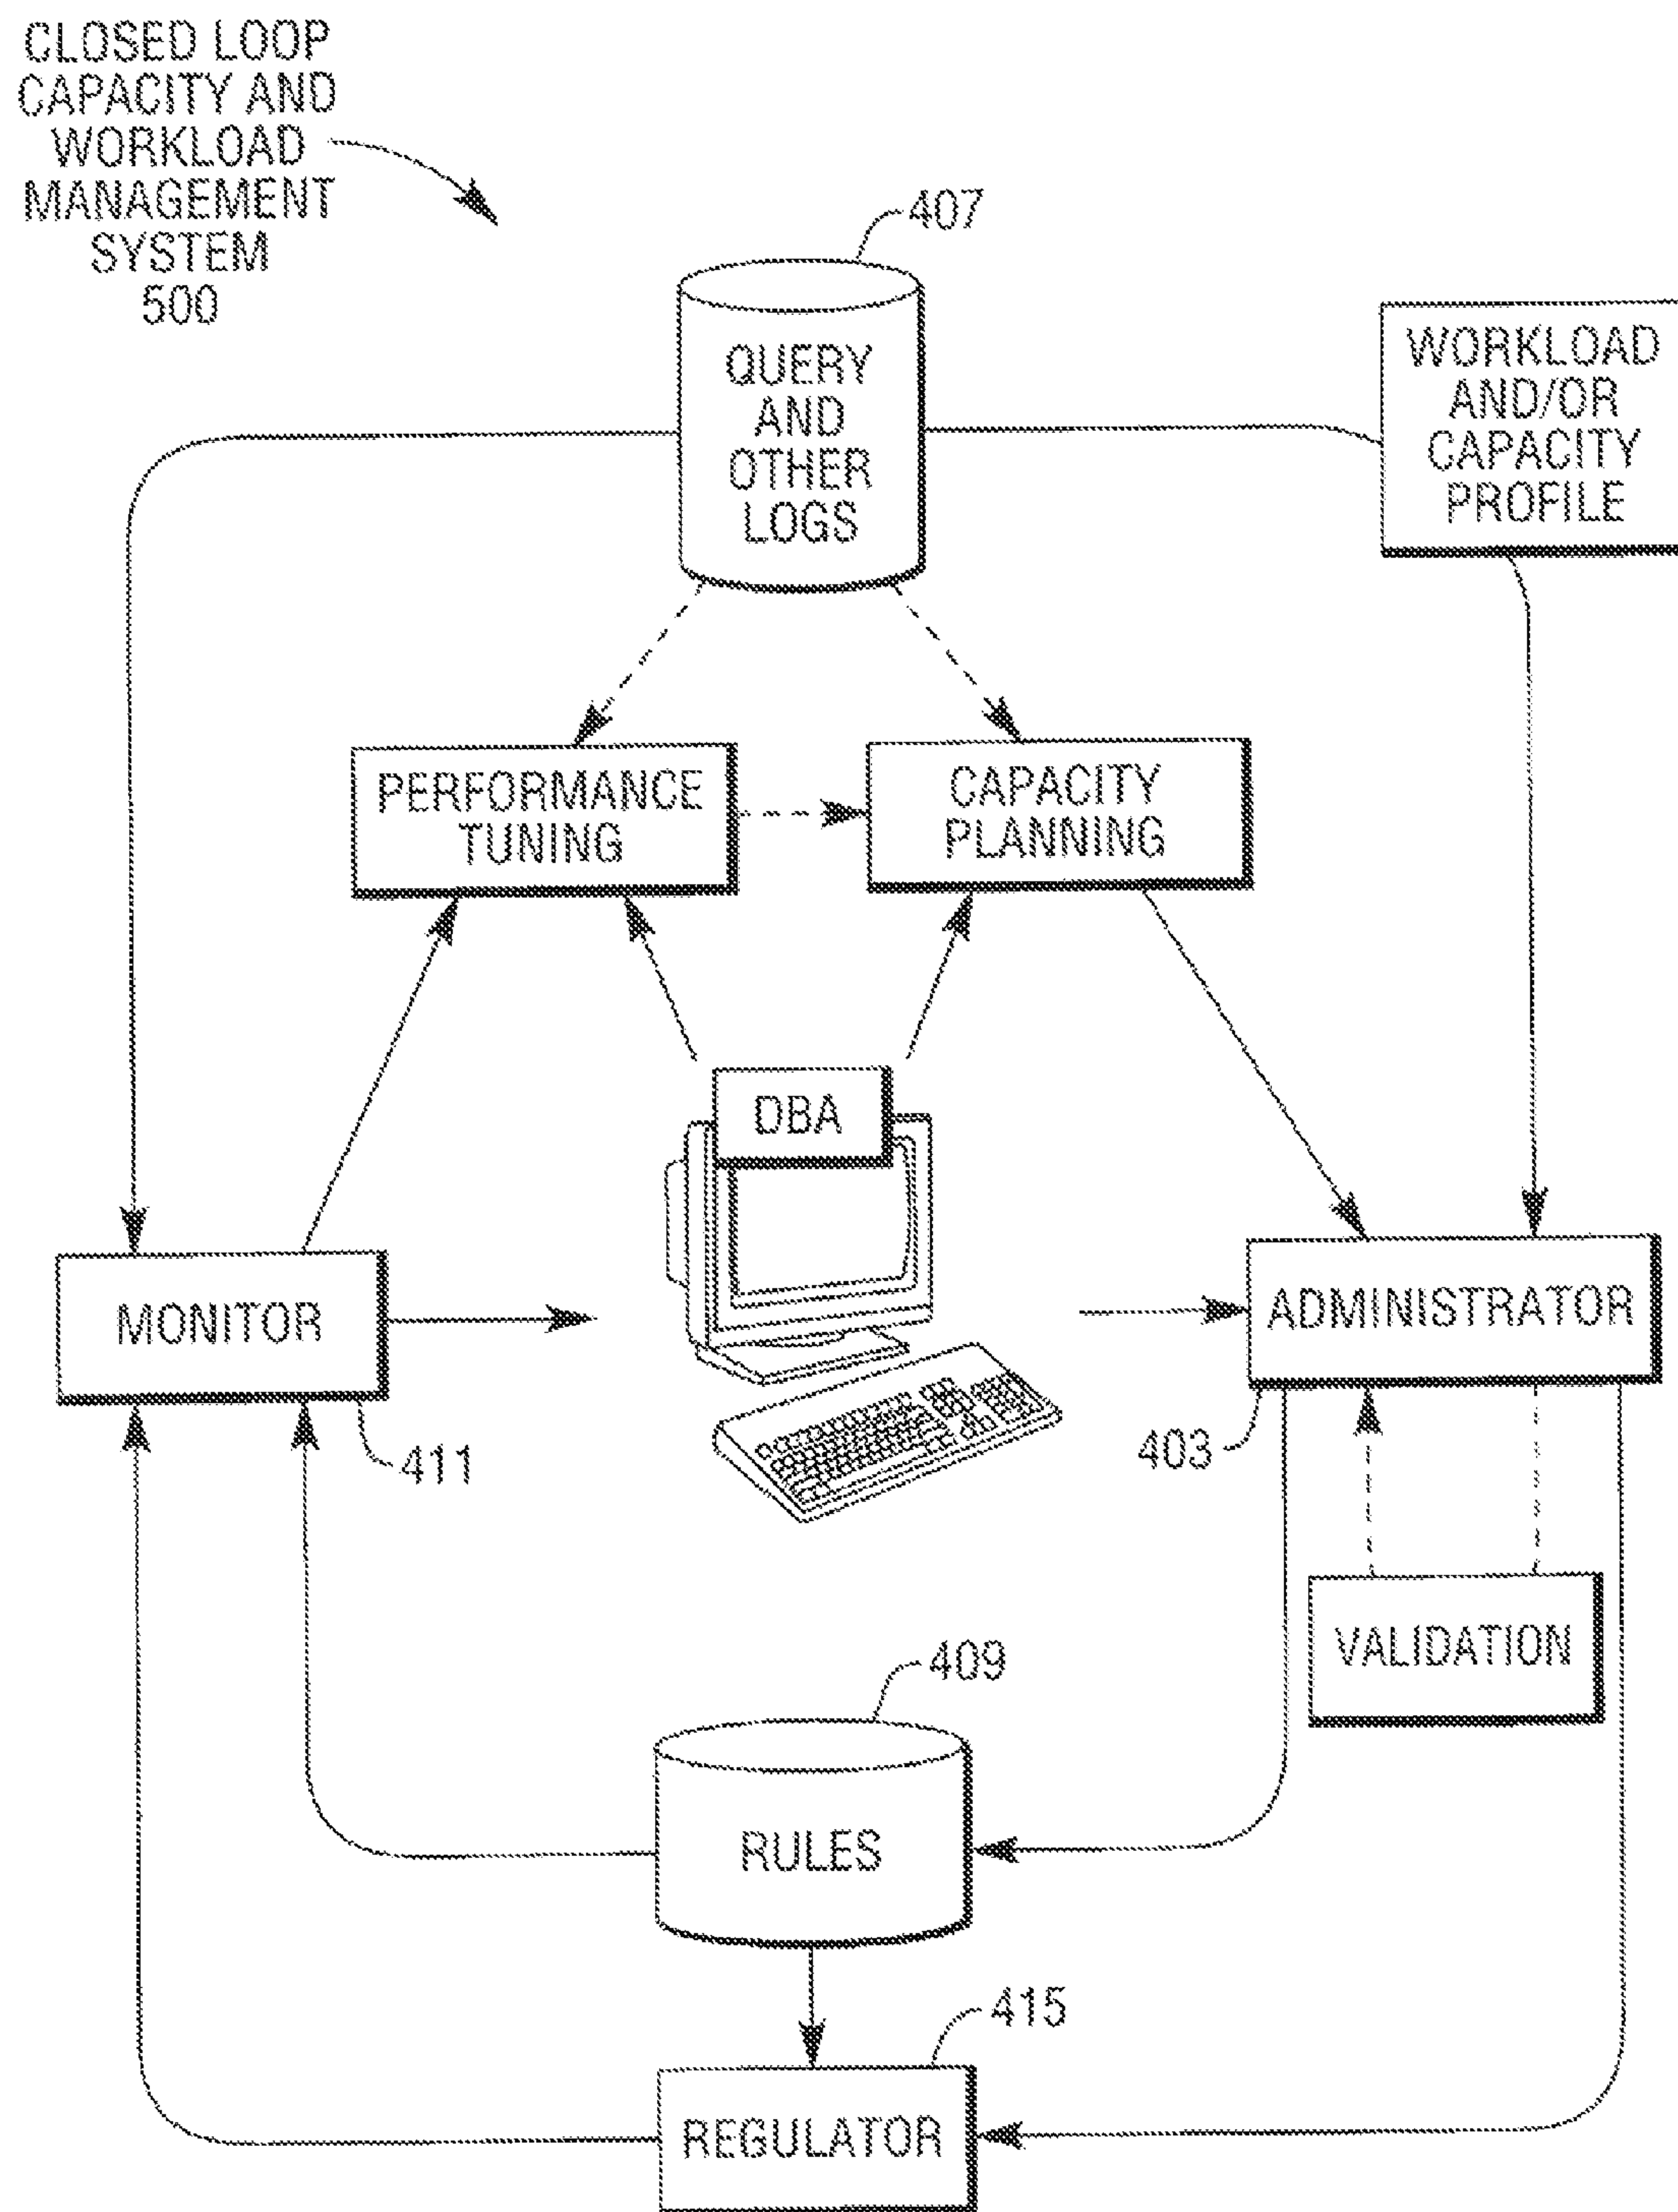 CLOSED LOOP
CAPACITY AND
WORKLOAD
MANAGEMENT
SYSTEM
500
407
QUERY
AND
OTHER
LOGS
WORKLOAD
AND/OR
CAPACITY
PROFILE
PERFORMANCE
TUNING
CAPACITY
PLANNING
DBA
MONITOR
ADMINISTRATOR
411
403
VALIDATION
409
RULES
415
REGULATOR